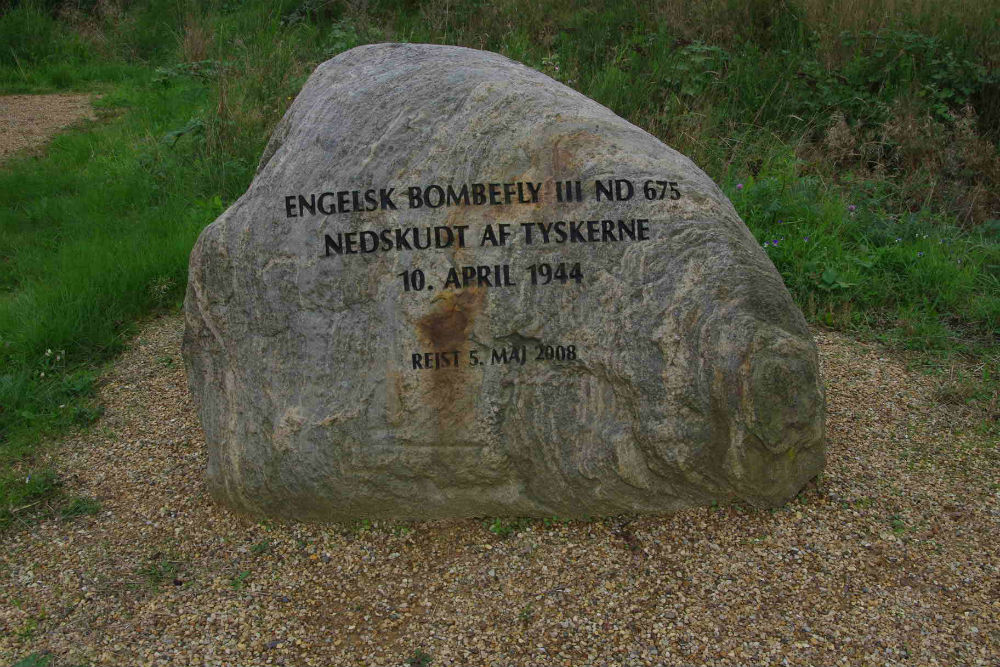 ENGELSK BOMBEFLY III ND 675
NEDSKUDT AF TYSKERNE
10. APRIL 1944
REJST 5. MAJ 2008